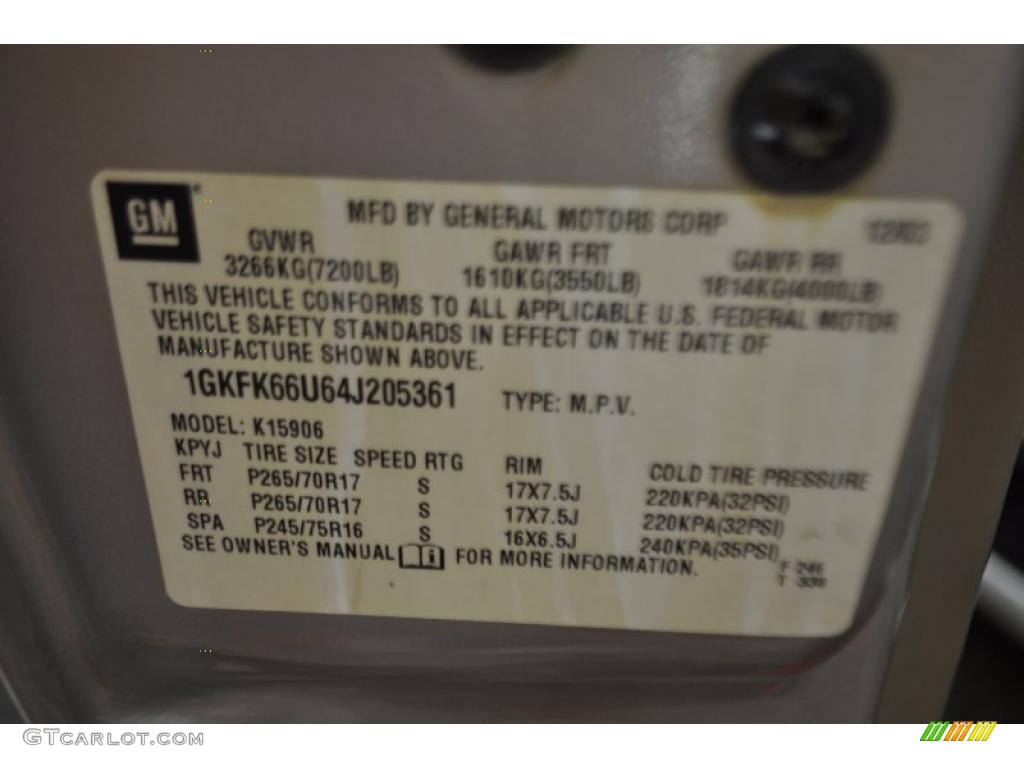 GM
MFD BY GENERAL MOTORS CORP 12/03
GVWR GAWR FRT GAWR RR
3266KG(7200LB) 1610KG(3550LB) 1814KG(4000LB)
THIS VEHICLE CONFORMS TO ALL APPLICABLE U.S. FEDERAL MOTOR
VEHICLE SAFETY STANDARDS IN EFFECT ON THE DATE OF
MANUFACTURE SHOWN ABOVE.
1GKFK66U64J205361 TYPE: M.P.V.
MODEL: K15906
KPYJ TIRE SIZE SPEED RTG RIM COLD TIRE PRESSURE
FRT P265/70R17 S 17X7.5J 220KPA(32PSI)
RR P265/70R17 S 17X7.5J 220KPA(32PSI)
SPA P245/75R16 S 16X6.5J 240KPA(35PSI)
SEE OWNER'S MANUAL FOR MORE INFORMATION.
F 246
T 338
GTCARLOT.COM